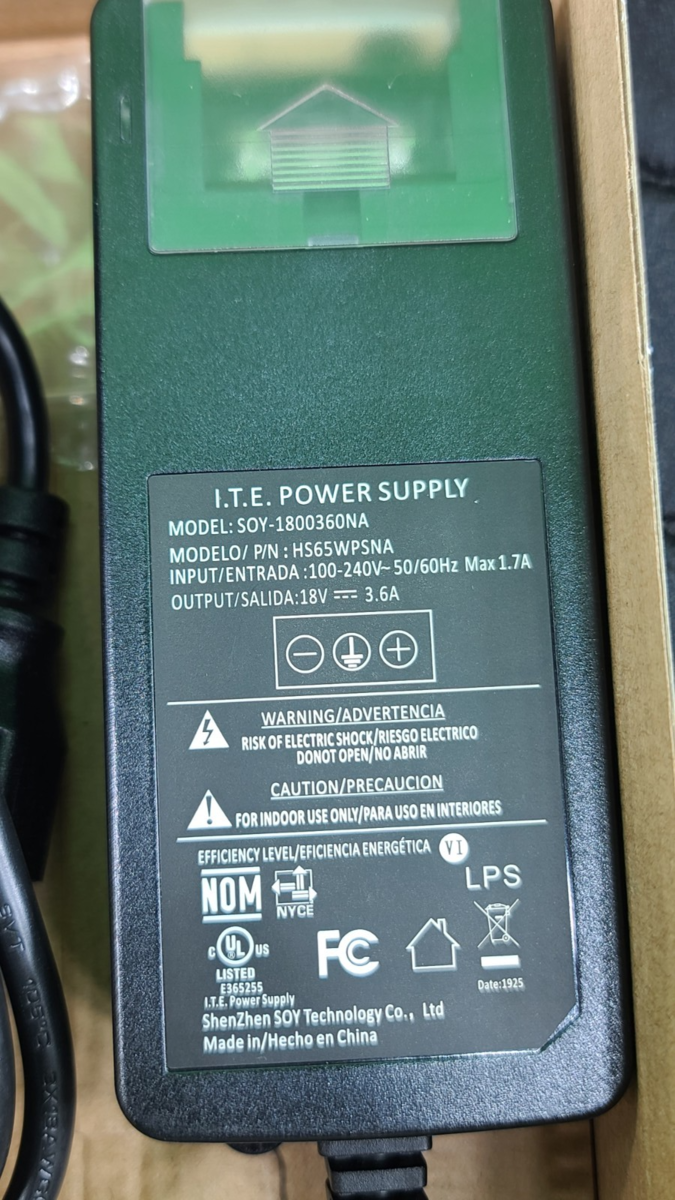 I.T.E. POWER SUPPLY
MODEL: SOY-1800360NA
MODELO/ P/N : HS65WPSNA
INPUT/ENTRADA :100-240V~ 50/60Hz Max 1.7A
OUTPUT/SALIDA:18V ⎓ 3.6A
WARNING/ADVERTENCIA
RISK OF ELECTRIC SHOCK/RIESGO ELECTRICO
DONOT OPEN/NO ABRIR
CAUTION/PRECAUCION
FOR INDOOR USE ONLY/PARA USO EN INTERIORES
EFFICIENCY LEVEL/EFICIENCIA ENERGÉTICA VI
NOM
NYCE
LPS
C UL US
LISTED
E365255
FC
Date:1925
I.T.E. Power Supply
ShenZhen SOY Technology Co., Ltd
Made in/Hecho en China